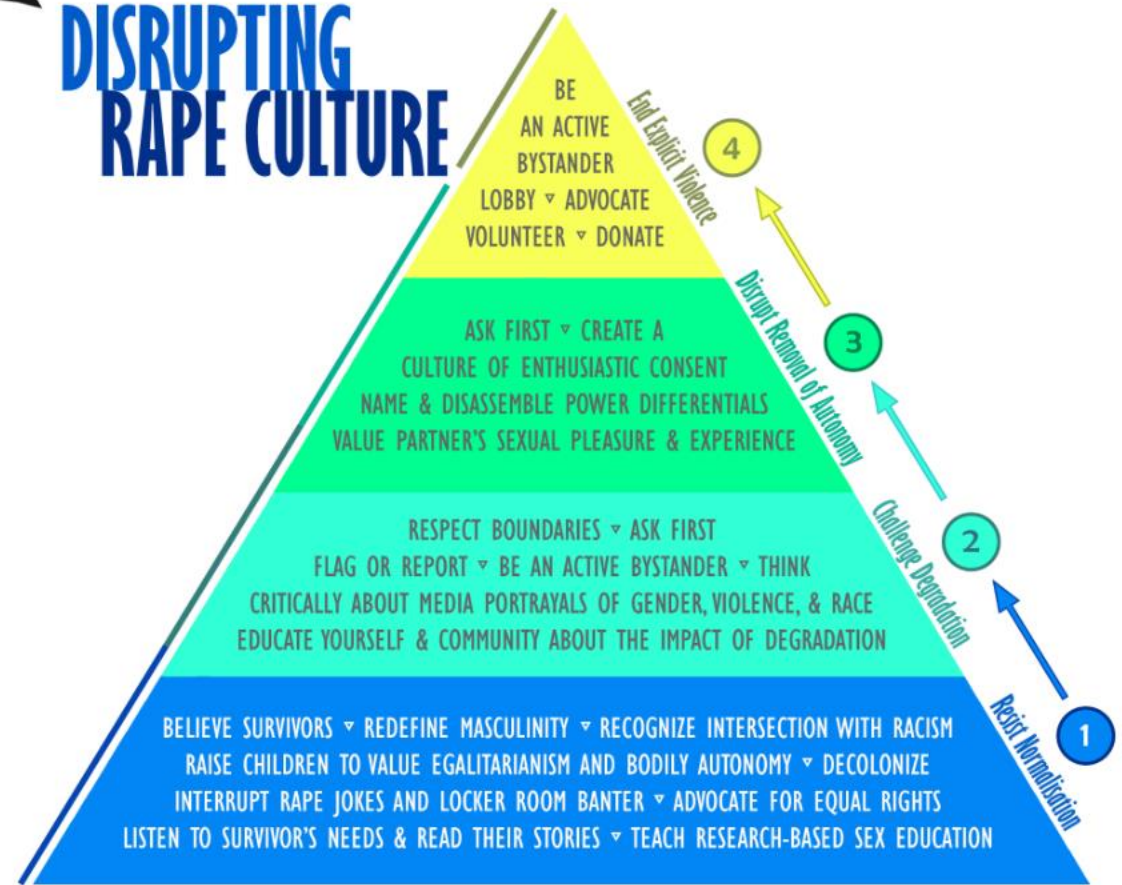 DISRUPTING
RAPE CULTURE
BE
AN ACTIVE
BYSTANDER
LOBBY ▿ ADVOCATE
VOLUNTEER ▿ DONATE
End Explicit Violence
4
ASK FIRST ▿ CREATE A
CULTURE OF ENTHUSIASTIC CONSENT
NAME & DISASSEMBLE POWER DIFFERENTIALS
VALUE PARTNER'S SEXUAL PLEASURE & EXPERIENCE
Disrupt Removal of Autonomy
3
RESPECT BOUNDARIES ▿ ASK FIRST
FLAG OR REPORT ▿ BE AN ACTIVE BYSTANDER ▿ THINK
CRITICALLY ABOUT MEDIA PORTRAYALS OF GENDER, VIOLENCE, & RACE
EDUCATE YOURSELF & COMMUNITY ABOUT THE IMPACT OF DEGRADATION
Challenge Degradation
2
BELIEVE SURVIVORS ▿ REDEFINE MASCULINITY ▿ RECOGNIZE INTERSECTION WITH RACISM
RAISE CHILDREN TO VALUE EGALITARIANISM AND BODILY AUTONOMY ▿ DECOLONIZE
INTERRUPT RAPE JOKES AND LOCKER ROOM BANTER ▿ ADVOCATE FOR EQUAL RIGHTS
LISTEN TO SURVIVOR'S NEEDS & READ THEIR STORIES ▿ TEACH RESEARCH-BASED SEX EDUCATION
Resist Normalisation
1